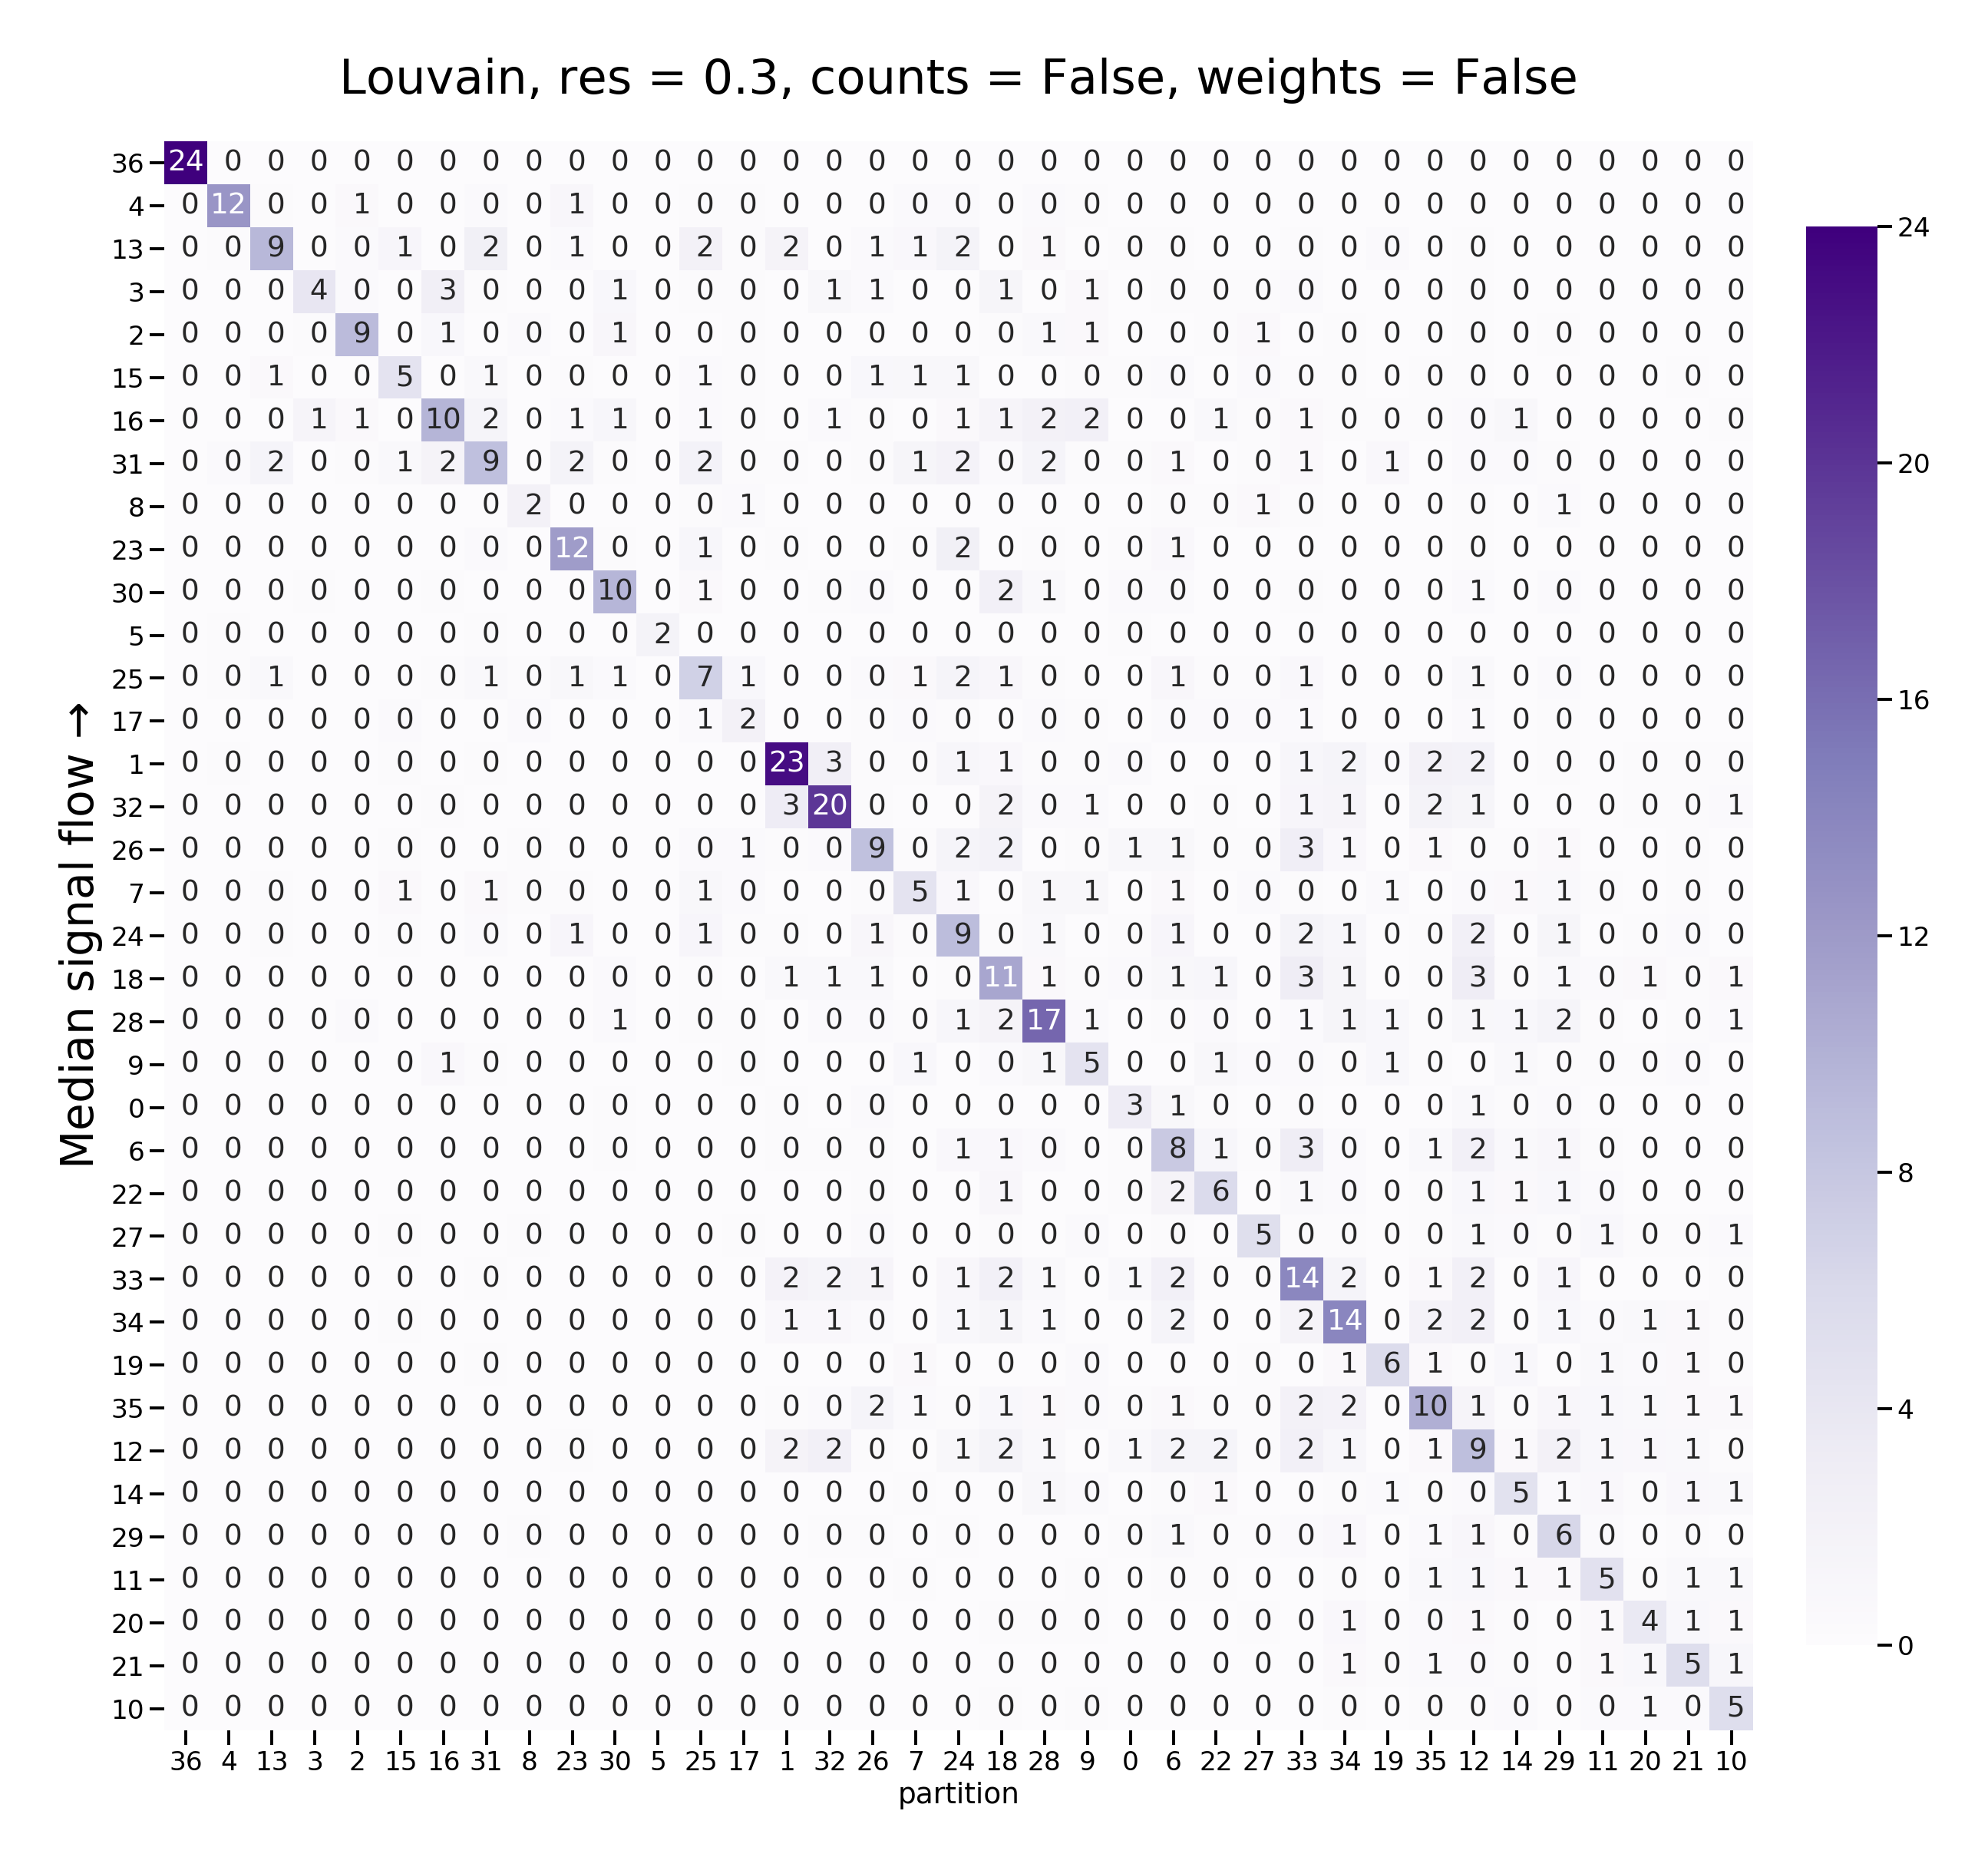 Louvain, res = 0.3, counts = False, weights = False
36 24 0 0 0 0 0 0 0 0 0 0 0 0 0 0 0 0 0 0 0 0 0 0 0 0 0 0 0 0 0 0 0 0 0 0 0 0
4 0 12 0 0 1 0 0 0 0 1 0 0 0 0 0 0 0 0 0 0 0 0 0 0 0 0 0 0 0 0 0 0 0 0 0 0 0
13 0 0 9 0 0 1 0 2 0 1 0 0 2 0 2 0 1 1 2 0 1 0 0 0 0 0 0 0 0 0 0 0 0 0 0 0 0
3 0 0 0 4 0 0 3 0 0 0 1 0 0 0 0 1 1 0 0 1 0 1 0 0 0 0 0 0 0 0 0 0 0 0 0 0 0
2 0 0 0 0 9 0 1 0 0 0 1 0 0 0 0 0 0 0 0 0 1 1 0 0 0 1 0 0 0 0 0 0 0 0 0 0 0
15 0 0 1 0 0 5 0 1 0 0 0 0 1 0 0 0 1 1 1 0 0 0 0 0 0 0 0 0 0 0 0 0 0 0 0 0 0
16 0 0 0 1 1 0 10 2 0 1 1 0 1 0 0 1 0 0 1 1 2 2 0 0 1 0 1 0 0 0 0 1 0 0 0 0 0
31 0 0 2 0 0 1 2 9 0 2 0 0 2 0 0 0 0 1 2 0 2 0 0 1 0 0 1 0 1 0 0 0 0 0 0 0 0
8 0 0 0 0 0 0 0 0 2 0 0 0 0 1 0 0 0 0 0 0 0 0 0 0 0 1 0 0 0 0 0 0 1 0 0 0 0
23 0 0 0 0 0 0 0 0 0 12 0 0 1 0 0 0 0 0 2 0 0 0 0 1 0 0 0 0 0 0 0 0 0 0 0 0 0
30 0 0 0 0 0 0 0 0 0 0 10 0 1 0 0 0 0 0 0 2 1 0 0 0 0 0 0 0 0 0 1 0 0 0 0 0 0
5 0 0 0 0 0 0 0 0 0 0 0 2 0 0 0 0 0 0 0 0 0 0 0 0 0 0 0 0 0 0 0 0 0 0 0 0 0
25 0 0 1 0 0 0 0 1 0 1 1 0 7 1 0 0 0 1 2 1 0 0 0 1 0 0 1 0 0 0 1 0 0 0 0 0 0
17 0 0 0 0 0 0 0 0 0 0 0 0 1 2 0 0 0 0 0 0 0 0 0 0 0 0 1 0 0 0 1 0 0 0 0 0 0
1 0 0 0 0 0 0 0 0 0 0 0 0 0 0 23 3 0 0 1 1 0 0 0 0 0 0 1 2 0 2 2 0 0 0 0 0 0
32 0 0 0 0 0 0 0 0 0 0 0 0 0 0 3 20 0 0 0 2 0 1 0 0 0 0 1 1 0 2 1 0 0 0 0 0 1
26 0 0 0 0 0 0 0 0 0 0 0 0 0 1 0 0 9 0 2 2 0 0 1 1 0 0 3 1 0 1 0 0 1 0 0 0 0
7 0 0 0 0 0 1 0 1 0 0 0 0 1 0 0 0 0 5 1 0 1 1 0 1 0 0 0 0 1 0 0 1 1 0 0 0 0
24 0 0 0 0 0 0 0 0 0 1 0 0 1 0 0 0 1 0 9 0 1 0 0 1 0 0 2 1 0 0 2 0 1 0 0 0 0
18 0 0 0 0 0 0 0 0 0 0 0 0 0 0 1 1 1 0 0 11 1 0 0 1 1 0 3 1 0 0 3 0 1 0 1 0 1
28 0 0 0 0 0 0 0 0 0 0 1 0 0 0 0 0 0 0 1 2 17 1 0 0 0 0 1 1 1 0 1 1 2 0 0 0 1
9 0 0 0 0 0 0 1 0 0 0 0 0 0 0 0 0 0 1 0 0 1 5 0 0 1 0 0 0 1 0 0 1 0 0 0 0 0
0 0 0 0 0 0 0 0 0 0 0 0 0 0 0 0 0 0 0 0 0 0 0 3 1 0 0 0 0 0 0 1 0 0 0 0 0 0
6 0 0 0 0 0 0 0 0 0 0 0 0 0 0 0 0 0 0 1 1 0 0 0 8 1 0 3 0 0 1 2 1 1 0 0 0 0
22 0 0 0 0 0 0 0 0 0 0 0 0 0 0 0 0 0 0 0 1 0 0 0 2 6 0 1 0 0 0 1 1 1 0 0 0 0
27 0 0 0 0 0 0 0 0 0 0 0 0 0 0 0 0 0 0 0 0 0 0 0 0 0 5 0 0 0 0 1 0 0 1 0 0 1
33 0 0 0 0 0 0 0 0 0 0 0 0 0 0 2 2 1 0 1 2 1 0 1 2 0 0 14 2 0 1 2 0 1 0 0 0 0
34 0 0 0 0 0 0 0 0 0 0 0 0 0 0 1 1 0 0 1 1 1 0 0 2 0 0 2 14 0 2 2 0 1 0 1 1 0
19 0 0 0 0 0 0 0 0 0 0 0 0 0 0 0 0 0 1 0 0 0 0 0 0 0 0 0 1 6 1 0 1 0 1 0 1 0
35 0 0 0 0 0 0 0 0 0 0 0 0 0 0 0 0 2 1 0 1 1 0 0 1 0 0 2 2 0 10 1 0 1 1 1 1 1
12 0 0 0 0 0 0 0 0 0 0 0 0 0 0 2 2 0 0 1 2 1 0 1 2 2 0 2 1 0 1 9 1 2 1 1 1 0
14 0 0 0 0 0 0 0 0 0 0 0 0 0 0 0 0 0 0 0 0 1 0 0 0 1 0 0 0 1 0 0 5 1 1 0 1 1
29 0 0 0 0 0 0 0 0 0 0 0 0 0 0 0 0 0 0 0 0 0 0 0 1 0 0 0 1 0 1 1 0 6 0 0 0 0
11 0 0 0 0 0 0 0 0 0 0 0 0 0 0 0 0 0 0 0 0 0 0 0 0 0 0 0 0 0 1 1 1 1 5 0 1 1
20 0 0 0 0 0 0 0 0 0 0 0 0 0 0 0 0 0 0 0 0 0 0 0 0 0 0 0 1 0 0 1 0 0 1 4 1 1
21 0 0 0 0 0 0 0 0 0 0 0 0 0 0 0 0 0 0 0 0 0 0 0 0 0 0 0 1 0 1 0 0 0 1 1 5 1
10 0 0 0 0 0 0 0 0 0 0 0 0 0 0 0 0 0 0 0 0 0 0 0 0 0 0 0 0 0 0 0 0 0 0 1 0 5
36 4 13 3 2 15 16 31 8 23 30 5 25 17 1 32 26 7 24 18 28 9 0 6 22 27 33 34 19 35 12 14 29 11 20 21 10
partition
Median signal flow →
24
20
16
12
8
4
0